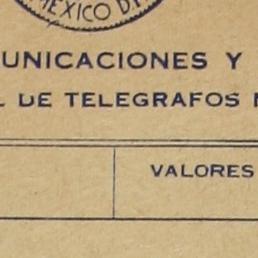 MEXICO D.
UNICACIONES Y
DE TELEGRAFOS
VALORES